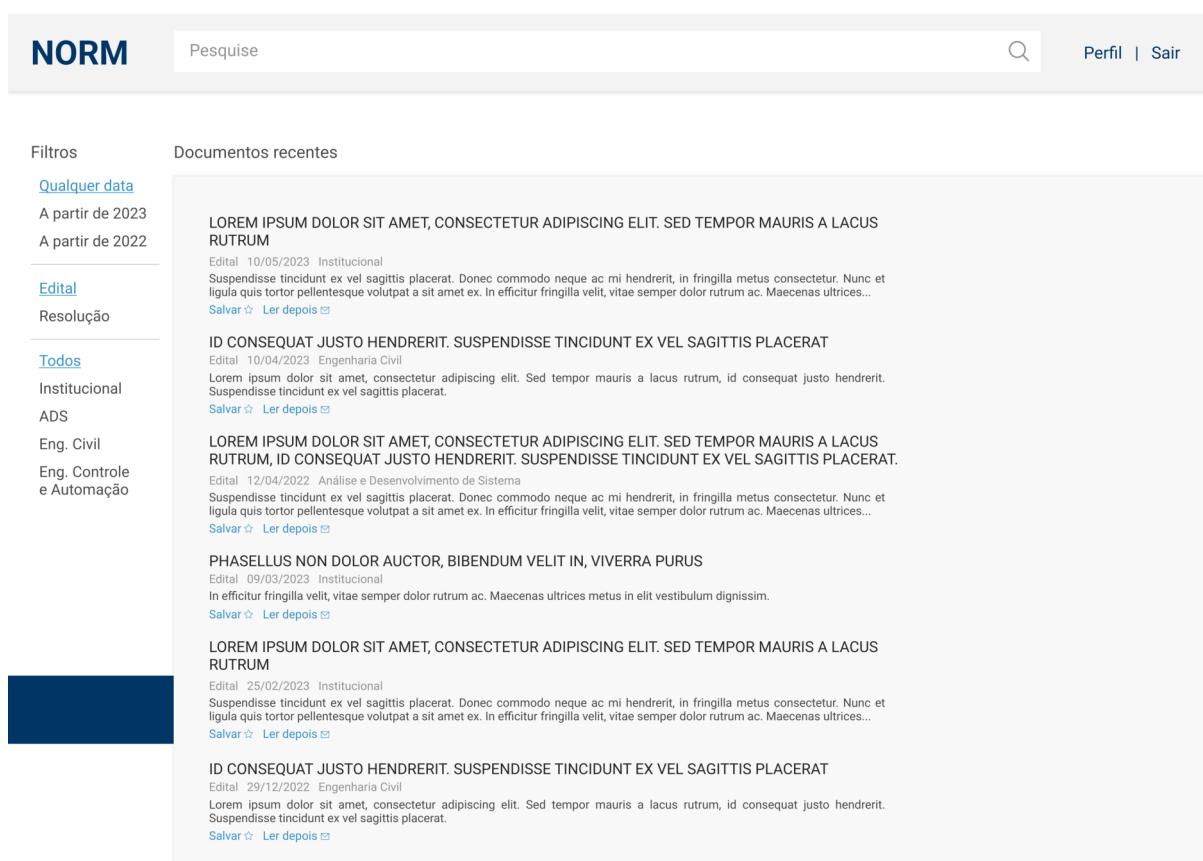 NORM
Pesquise
Perfil | Sair
Filtros
Qualquer data
A partir de 2023
A partir de 2022
Edital
Resolução
Todos
Institucional
ADS
Eng. Civil
Eng. Controle
e Automação
Documentos recentes
LOREM IPSUM DOLOR SIT AMET, CONSECTETUR ADIPISCING ELIT. SED TEMPOR MAURIS A LACUS
RUTRUM
Edital 10/05/2023 Institucional
Suspendisse tincidunt ex vel sagittis placerat. Donec commodo neque ac mi hendrerit, in fringilla metus consectetur. Nunc et
ligula quis tortor pellentesque volutpat a sit amet ex. In efficitur fringilla velit, vitae semper dolor rutrum ac. Maecenas ultrices...
Salvar Ler depois
ID CONSEQUAT JUSTO HENDRERIT. SUSPENDISSE TINCIDUNT EX VEL SAGITTIS PLACERAT
Edital 10/04/2023 Engenharia Civil
Lorem ipsum dolor sit amet, consectetur adipiscing elit. Sed tempor mauris a lacus rutrum, id consequat justo hendrerit.
Suspendisse tincidunt ex vel sagittis placerat.
Salvar Ler depois
LOREM IPSUM DOLOR SIT AMET, CONSECTETUR ADIPISCING ELIT. SED TEMPOR MAURIS A LACUS
RUTRUM, ID CONSEQUAT JUSTO HENDRERIT. SUSPENDISSE TINCIDUNT EX VEL SAGITTIS PLACERAT.
Edital 12/04/2022 Análise e Desenvolvimento de Sistema
Suspendisse tincidunt ex vel sagittis placerat. Donec commodo neque ac mi hendrerit, in fringilla metus consectetur. Nunc et
ligula quis tortor pellentesque volutpat a sit amet ex. In efficitur fringilla velit, vitae semper dolor rutrum ac. Maecenas ultrices...
Salvar Ler depois
PHASELLUS NON DOLOR AUCTOR, BIBENDUM VELIT IN, VIVERRA PURUS
Edital 09/03/2023 Institucional
In efficitur fringilla velit, vitae semper dolor rutrum ac. Maecenas ultrices metus in elit vestibulum dignissim.
Salvar Ler depois
LOREM IPSUM DOLOR SIT AMET, CONSECTETUR ADIPISCING ELIT. SED TEMPOR MAURIS A LACUS
RUTRUM
Edital 25/02/2023 Institucional
Suspendisse tincidunt ex vel sagittis placerat. Donec commodo neque ac mi hendrerit, in fringilla metus consectetur. Nunc et
ligula quis tortor pellentesque volutpat a sit amet ex. In efficitur fringilla velit, vitae semper dolor rutrum ac. Maecenas ultrices...
Salvar Ler depois
ID CONSEQUAT JUSTO HENDRERIT. SUSPENDISSE TINCIDUNT EX VEL SAGITTIS PLACERAT
Edital 29/12/2022 Engenharia Civil
Lorem ipsum dolor sit amet, consectetur adipiscing elit. Sed tempor mauris a lacus rutrum, id consequat justo hendrerit.
Suspendisse tincidunt ex vel sagittis placerat.
Salvar Ler depois